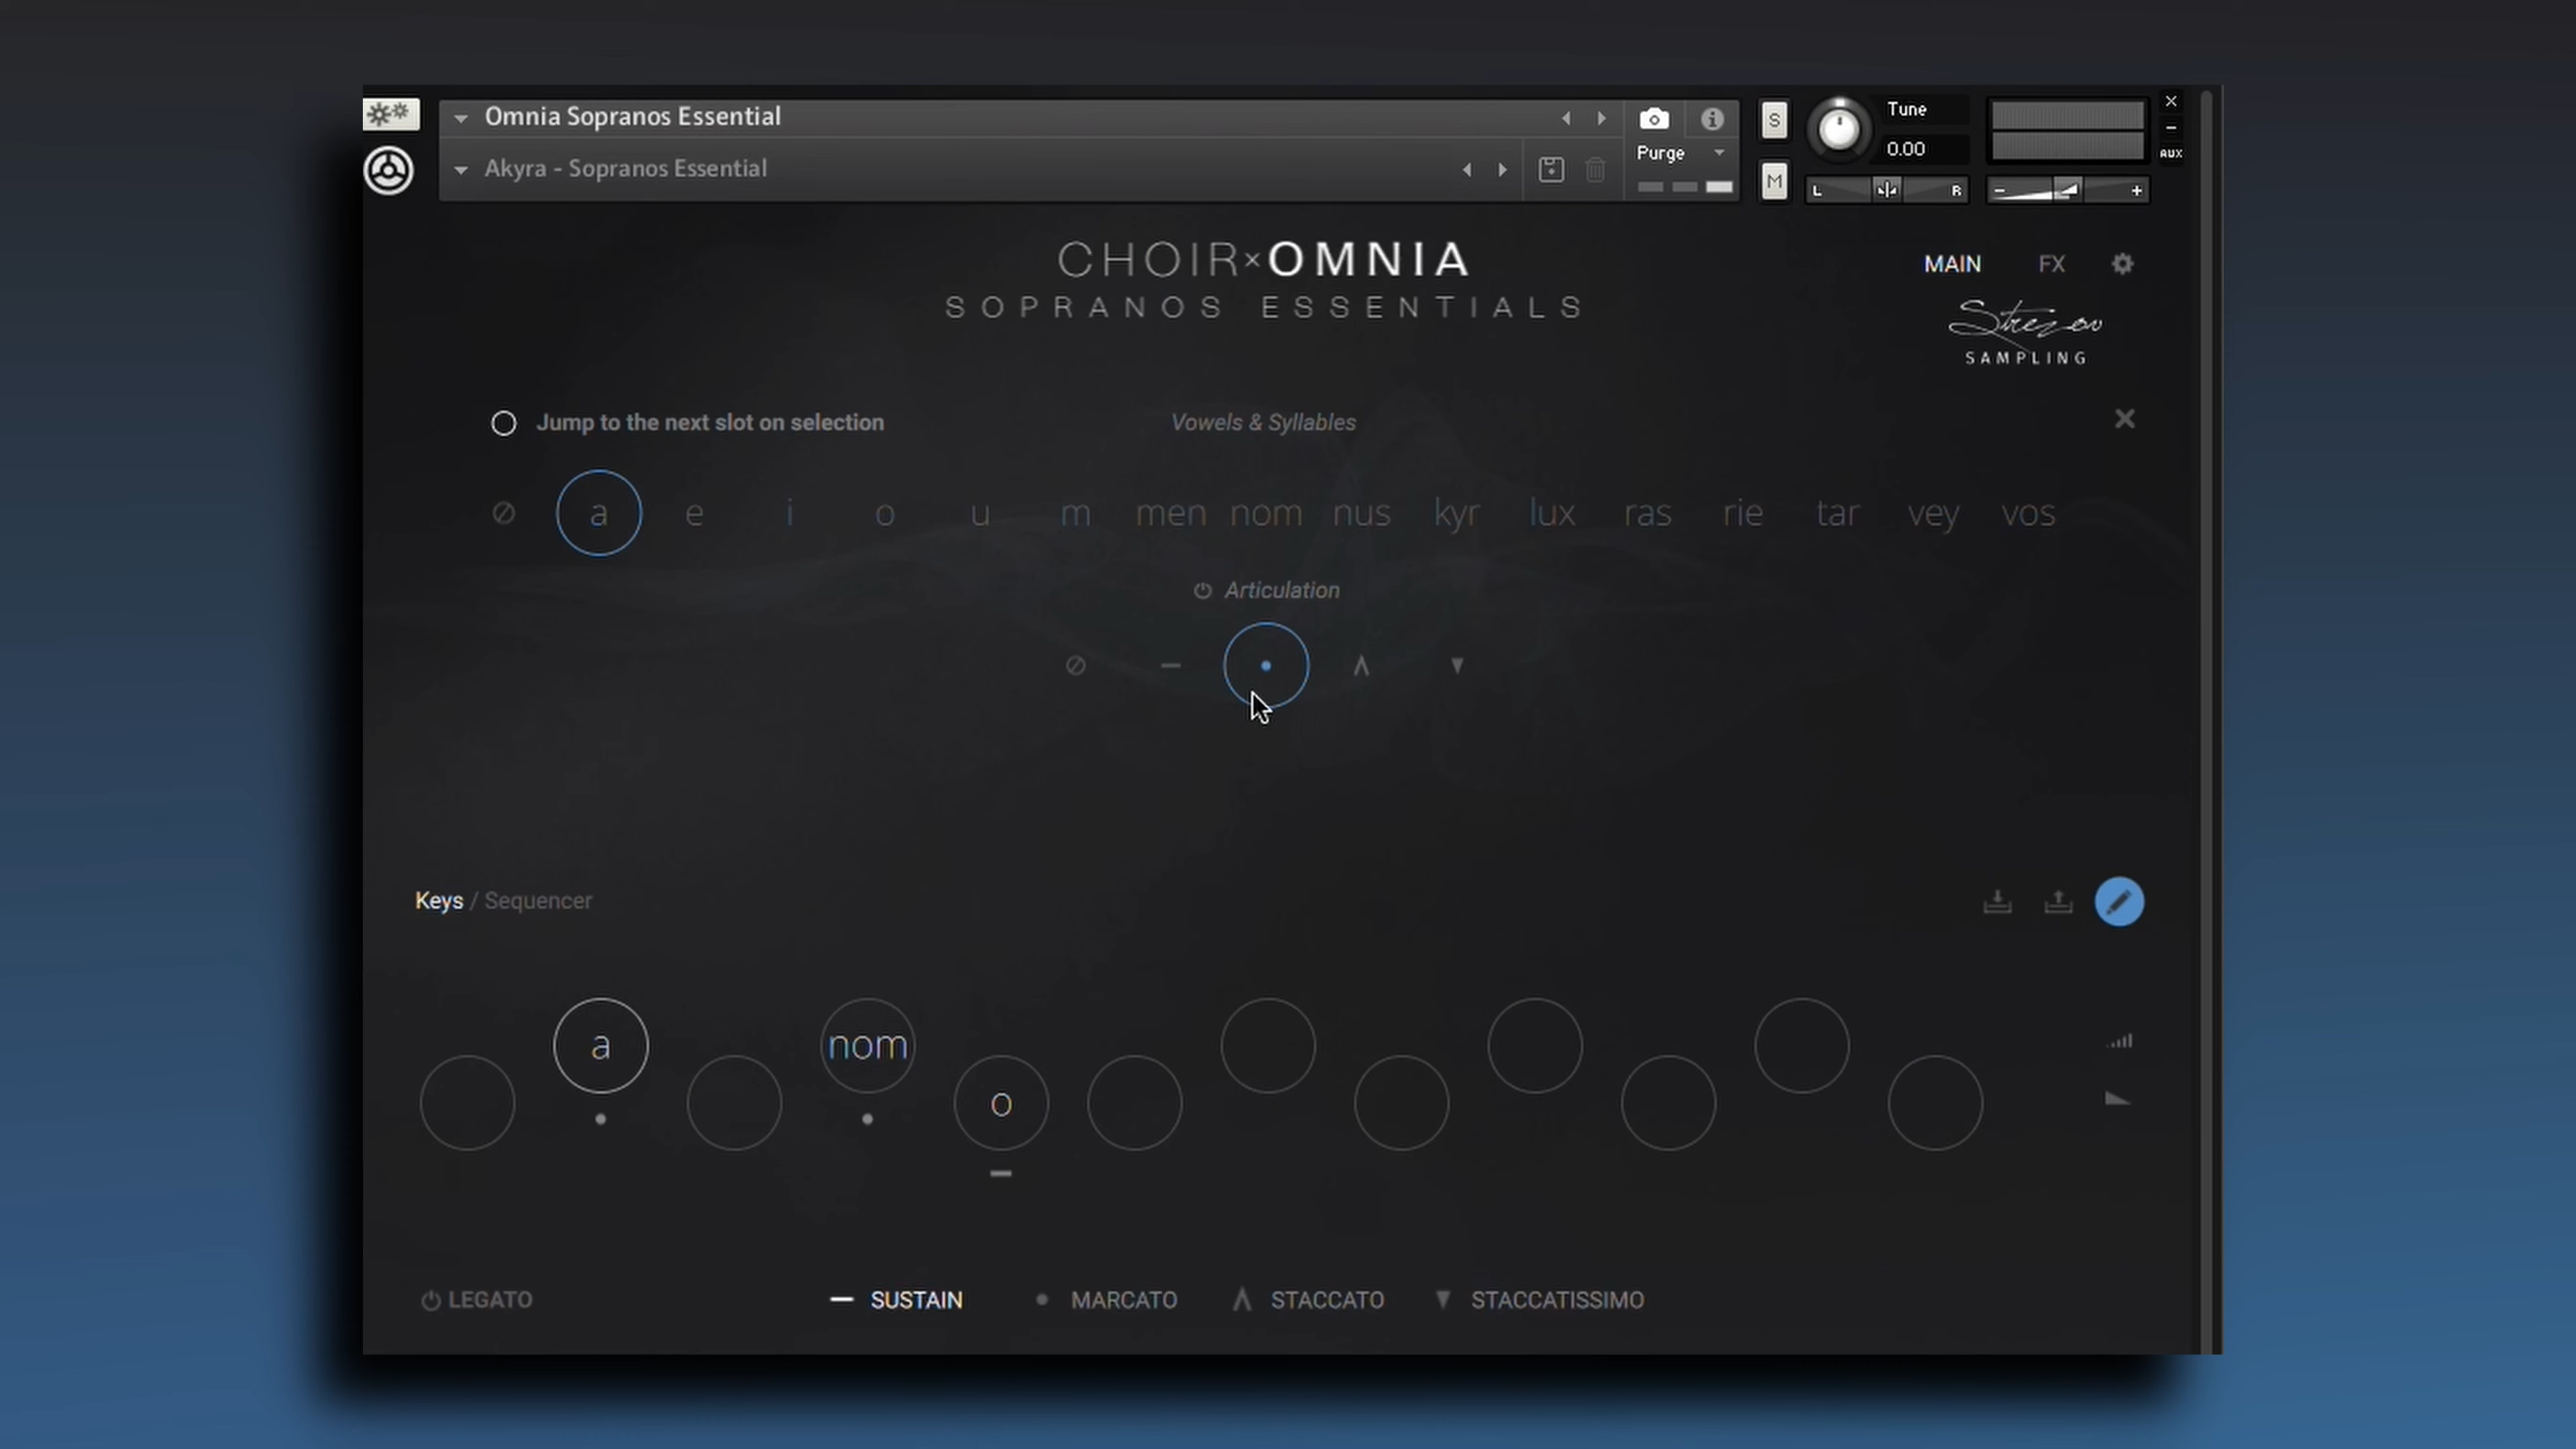 Omnia Sopranos Essential
Akyra - Sopranos Essential
Purge
S
M
Tune
0.00
L R
AUX
CHOIR×OMNIA
SOPRANOS ESSENTIALS
MAIN FX
Strezov
SAMPLING
Jump to the next slot on selection
Vowels & Syllables
a e i o u m men nom nus kyr lux ras rie tar vey vos
Articulation
Keys / Sequencer
a nom
o
LEGATO SUSTAIN MARCATO STACCATO STACCATISSIMO